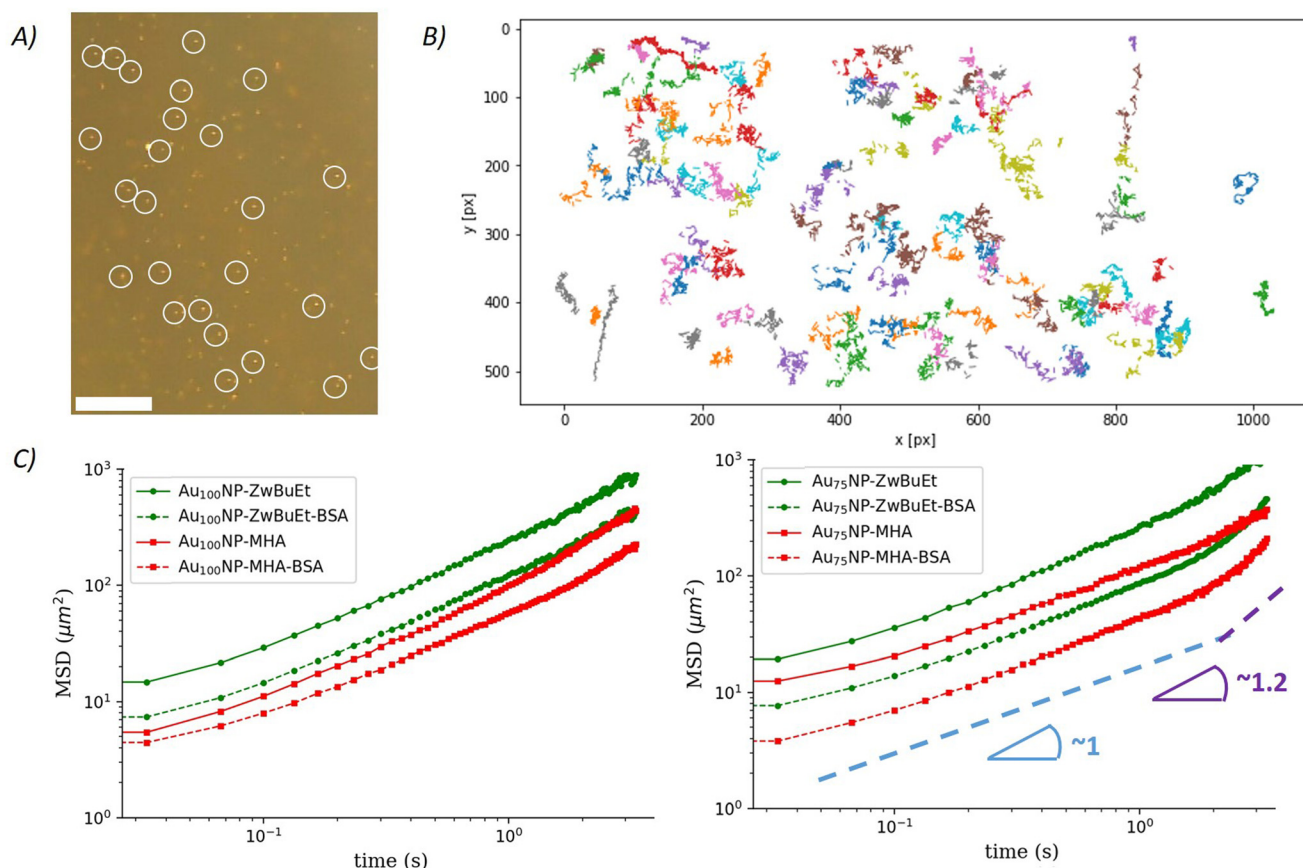 A)
B)
0
100
200
300
400
500
y [px]
0
200
400
600
800
1000
x [px]
C)
10³
10²
10¹
10⁰
MSD (μm²)
Au₁₀₀NP-ZwBuEt
Au₁₀₀NP-ZwBuEt-BSA
Au₁₀₀NP-MHA
Au₁₀₀NP-MHA-BSA
10⁻¹
10⁰
time (s)
10³
10²
10¹
10⁰
MSD (μm²)
Au₇₅NP-ZwBuEt
Au₇₅NP-ZwBuEt-BSA
Au₇₅NP-MHA
Au₇₅NP-MHA-BSA
~1.2
~1
10⁻¹
10⁰
time (s)